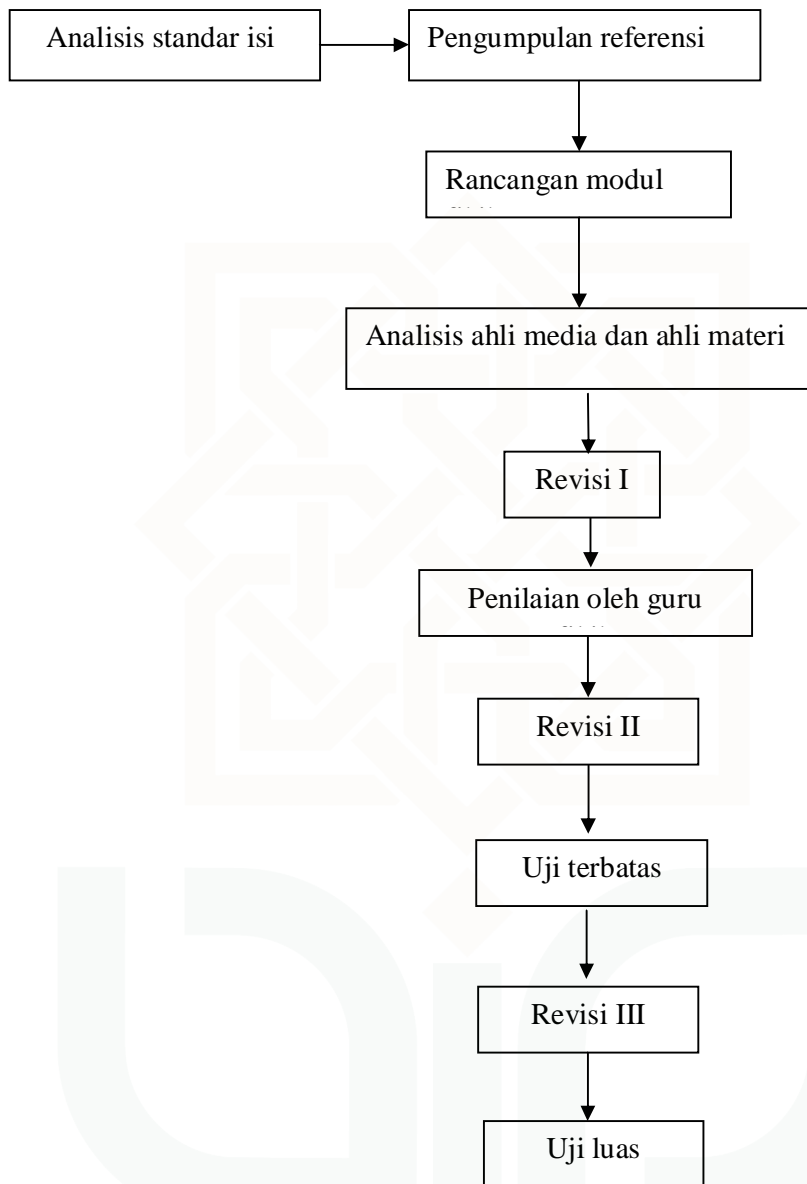 Analisis standar isi
Pengumpulan referensi
Rancangan modul
Analisis ahli media dan ahli materi
Revisi I
Penilaian oleh guru
Revisi II
Uji terbatas
Revisi III
Uji luas